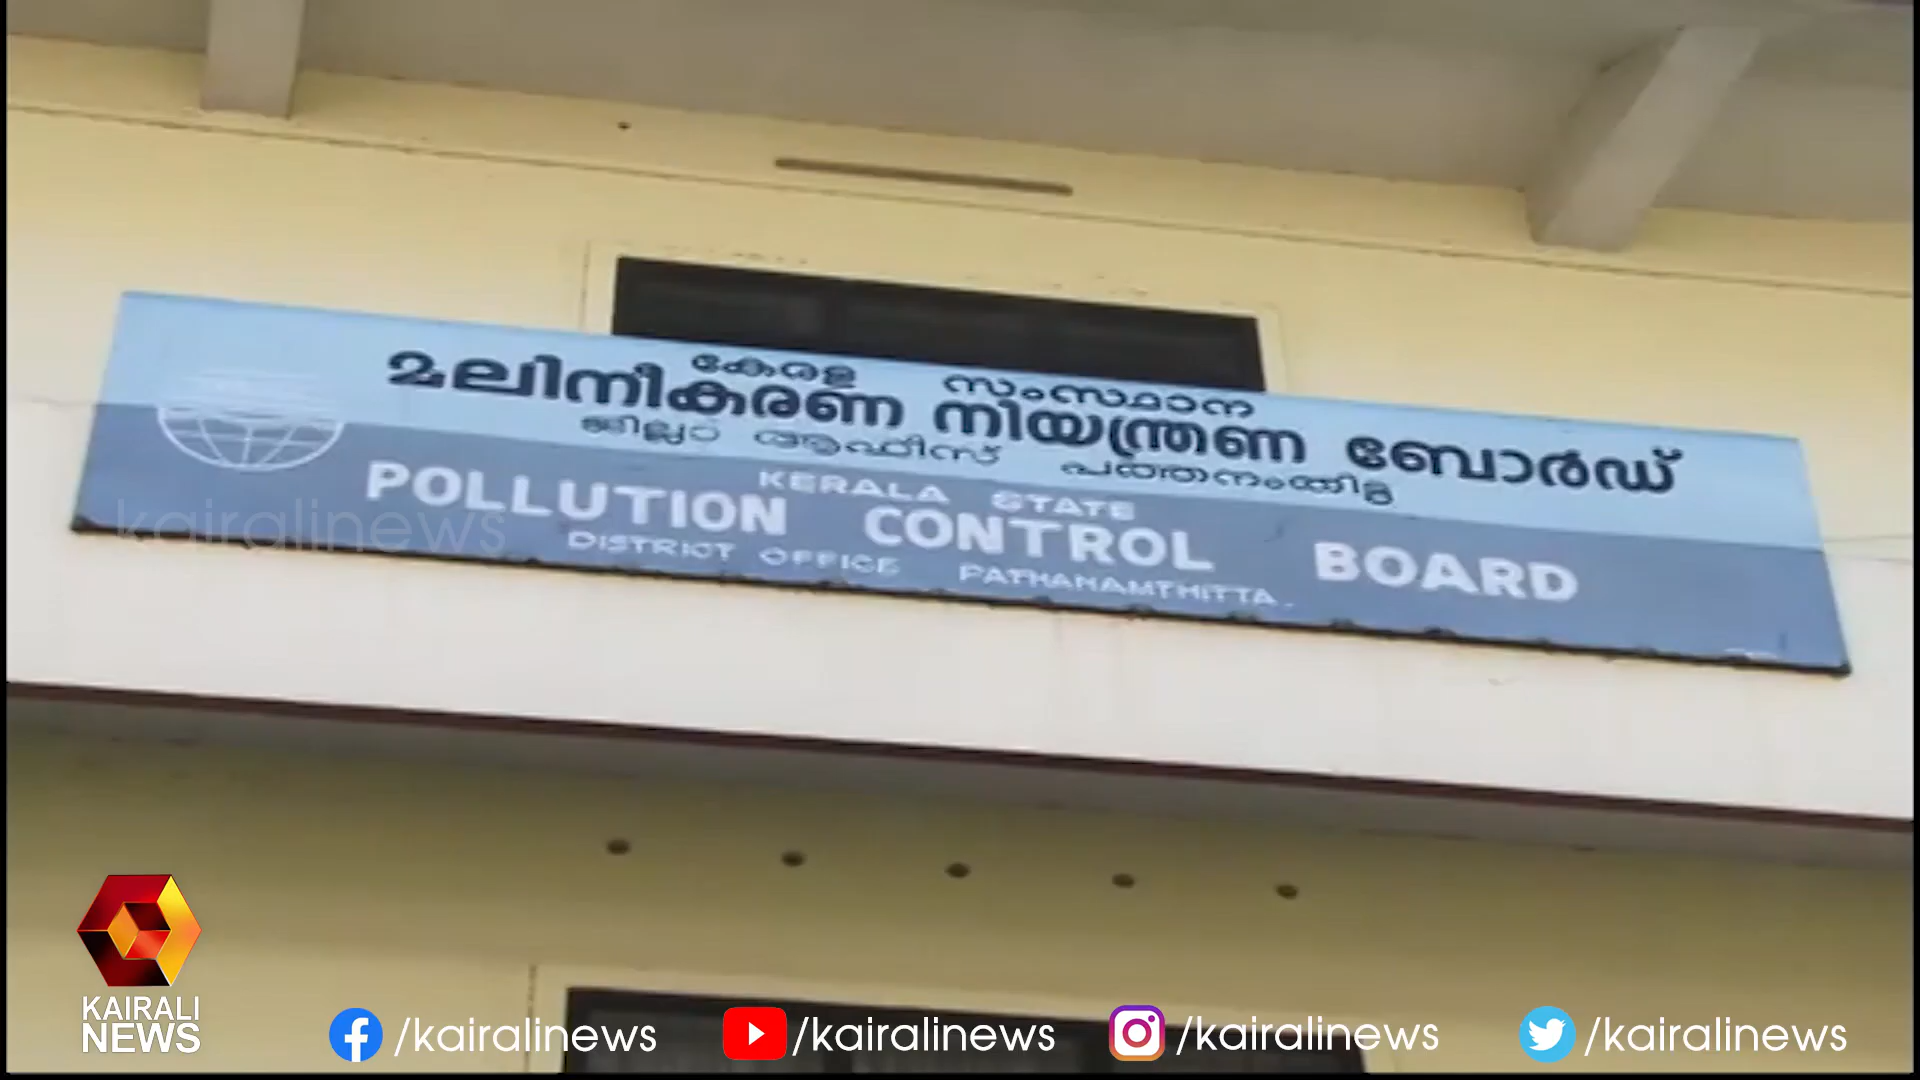 കേരള സംസ്ഥാന
മലിനീകരണ നിയന്ത്രണ ബോർഡ്
ജില്ലാ ആഫീസ് പത്തനംതിട്ട
KERALA STATE
POLLUTION CONTROL BOARD
DISTRICT OFFICE PATHANAMTHITTA.
kairalinews
KAIRALI
NEWS
/kairalinews /kairalinews /kairalinews /kairalinews